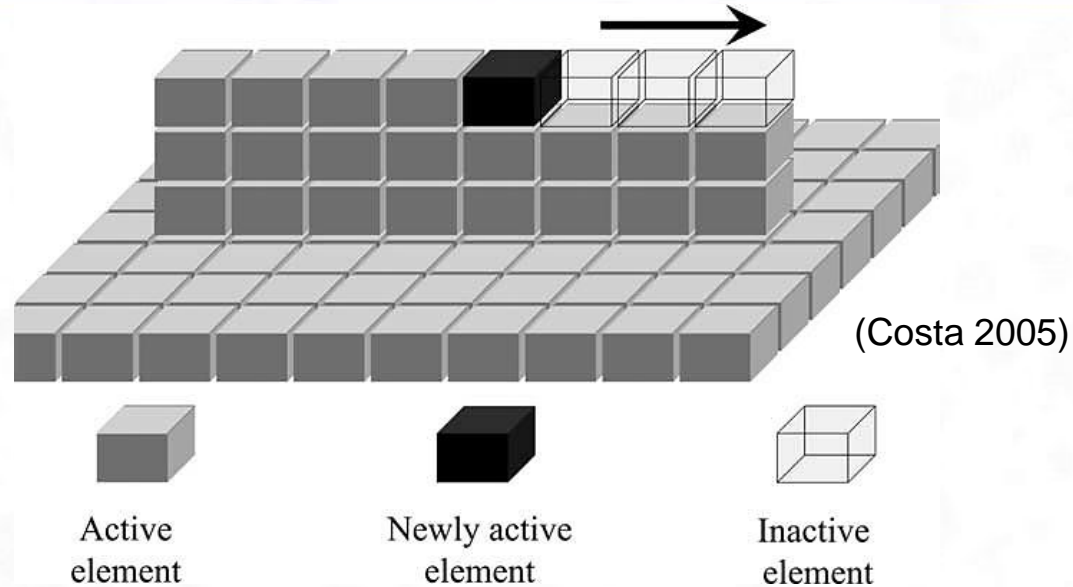 (Costa 2005)
Active
element
Newly active
element
Inactive
element